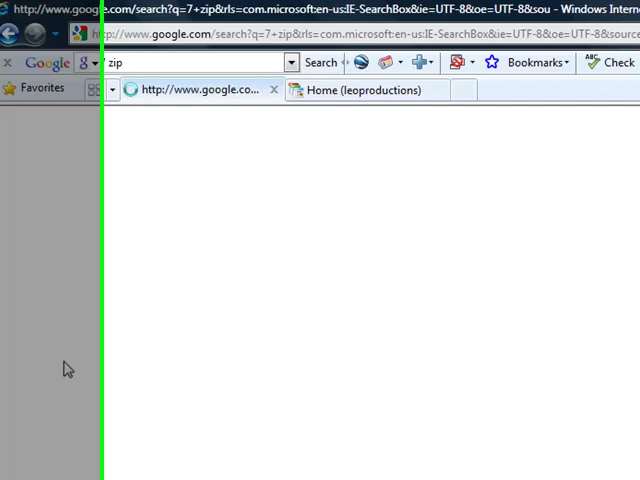 http://www.google.com/search?q=7+zip&rls=com.microsoft:en-us:IE-SearchBox&ie=UTF-8&oe=UTF-8&sou - Windows Intern
http://www.google.com/search?q=7+zip&rls=com.microsoft:en-us:IE-SearchBox&ie=UTF-8&oe=UTF-8&source
Google g zip Search Bookmarks Check
Favorites http://www.google.co... Home (leoproductions)